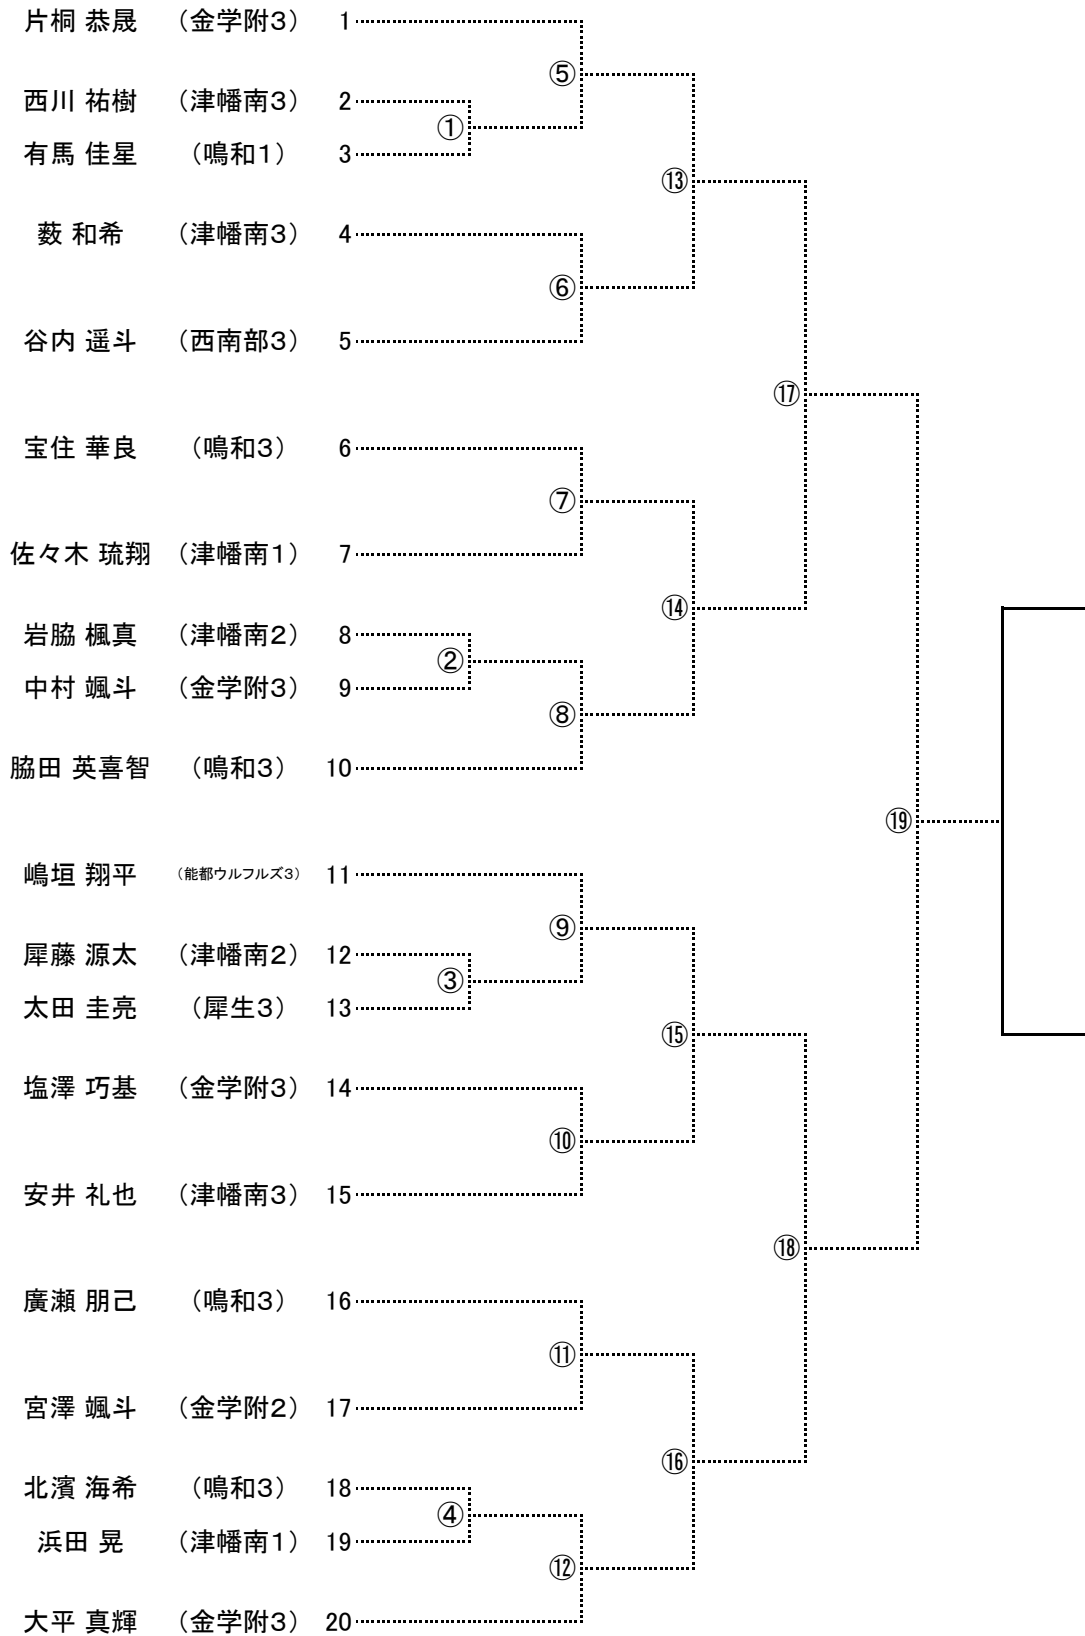 片桐 恭晟 （金学附3） 1
⑤
西川 祐樹 （津幡南3） 2
①
有馬 佳星 （鳴和1） 3
⑬
薮 和希 （津幡南3） 4
⑥
谷内 遥斗 （西南部3） 5
⑰
宝住 華良 （鳴和3） 6
⑦
佐々木 琉翔 （津幡南1） 7
⑭
岩脇 楓真 （津幡南2） 8
②
中村 颯斗 （金学附3） 9
⑧
脇田 英喜智 （鳴和3） 10
⑲
嶋垣 翔平 （能都ウルフルズ3） 11
⑨
犀藤 源太 （津幡南2） 12
③
太田 圭亮 （犀生3） 13
⑮
塩澤 巧基 （金学附3） 14
⑩
安井 礼也 （津幡南3） 15
⑱
廣瀬 朋己 （鳴和3） 16
⑪
宮澤 颯斗 （金学附2） 17
⑯
北濱 海希 （鳴和3） 18
④
浜田 晃 （津幡南1） 19
⑫
大平 真輝 （金学附3） 20